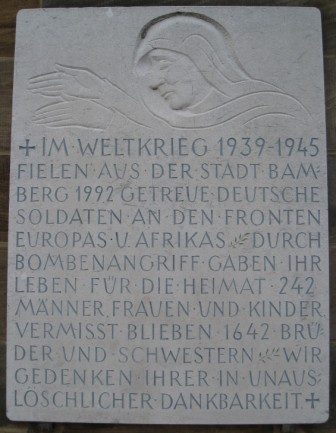 +IM·WELTKRIEG·1939-1945
FIELEN·AUS·DER·STADT·BAM-
BERG·1992·GETREUE·DEUTSCHE
SOLDATEN·AN·DEN·FRONTEN
EUROPAS·U·AFRIKAS·DURCH
BOMBENANGRIFF·GABEN·IHR
LEBEN·FÜR·DIE·HEIMAT·242
MÄNNER,FRAUEN·UND·KINDER
VERMISST·BLIEBEN·1642·BRÜ-
DER·UND·SCHWESTERN·WIR
GEDENKEN·IHRER·IN·UNAUS-
LÖSCHLICHER·DANKBARKEIT+